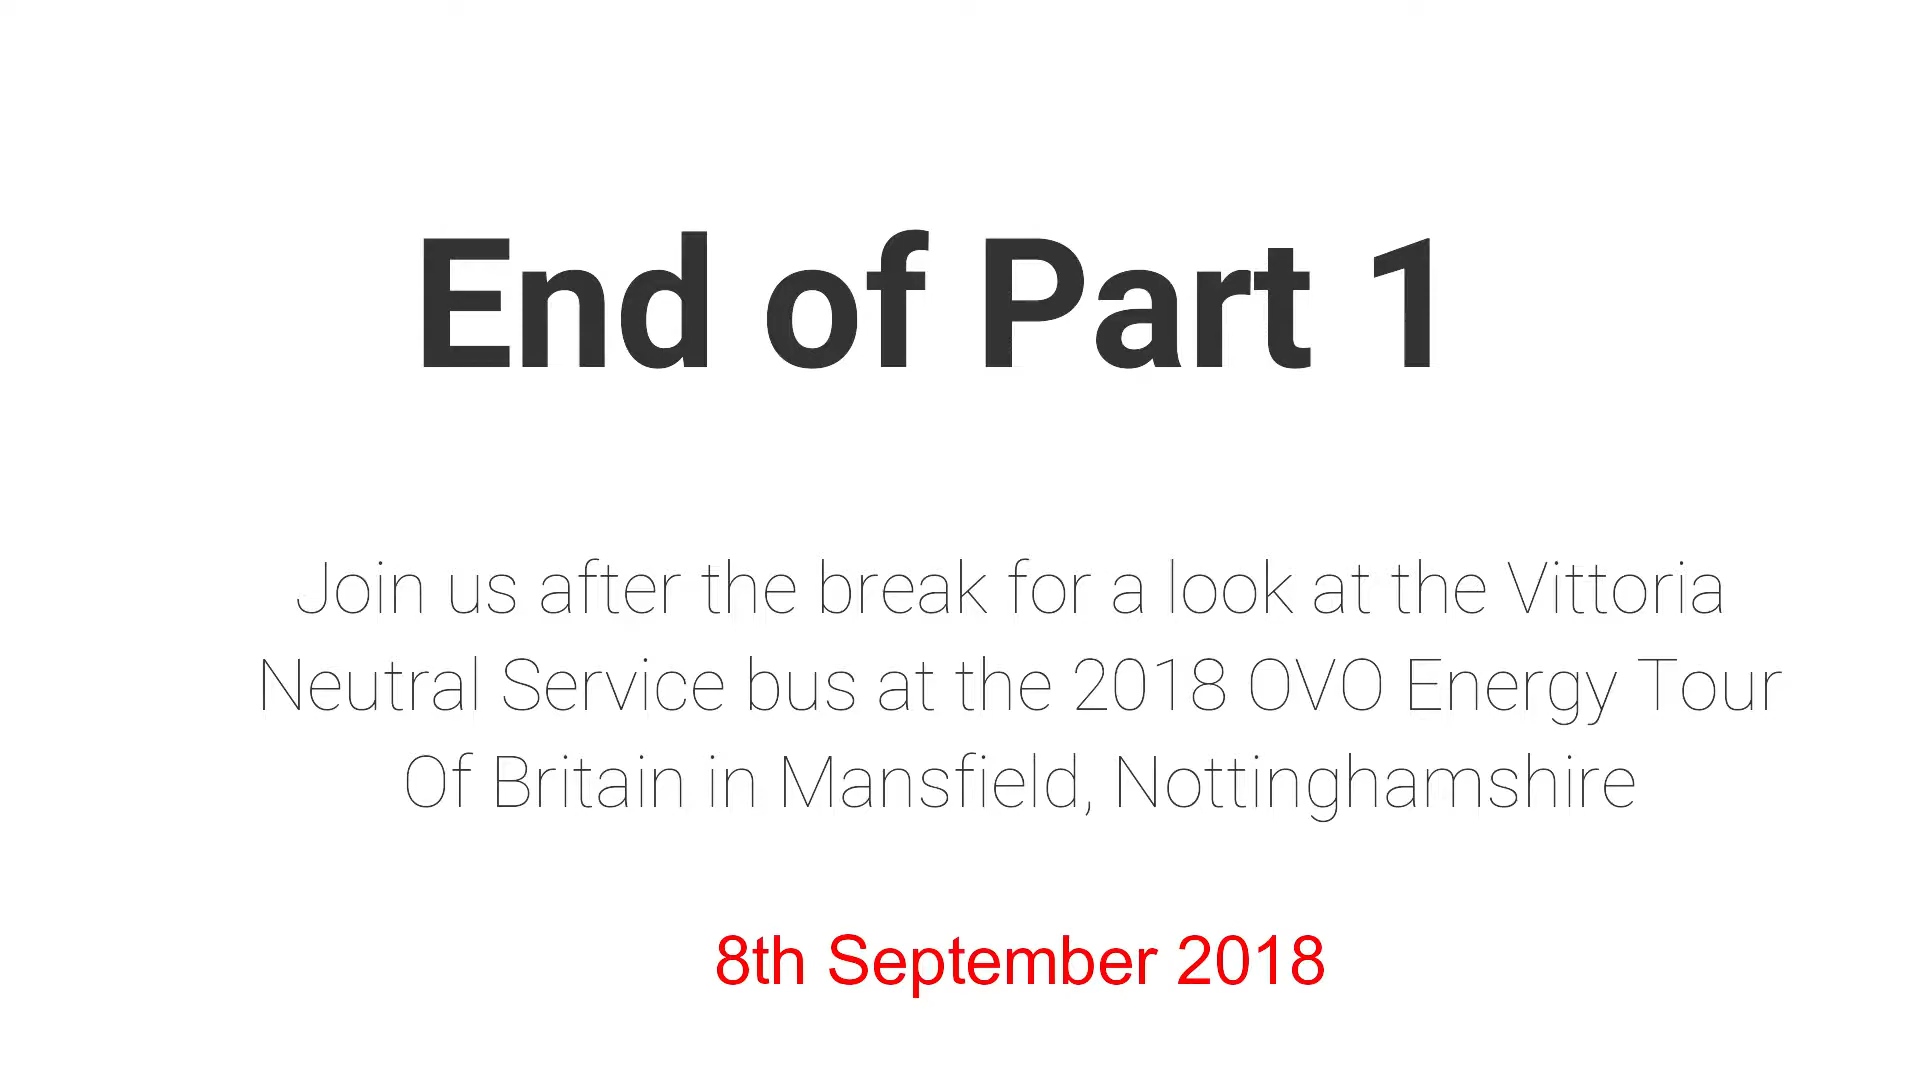 End of Part 1
Join us after the break for a look at the Vittoria
Neutral Service bus at the 2018 OVO Energy Tour
Of Britain in Mansfield, Nottinghamshire
8th September 2018